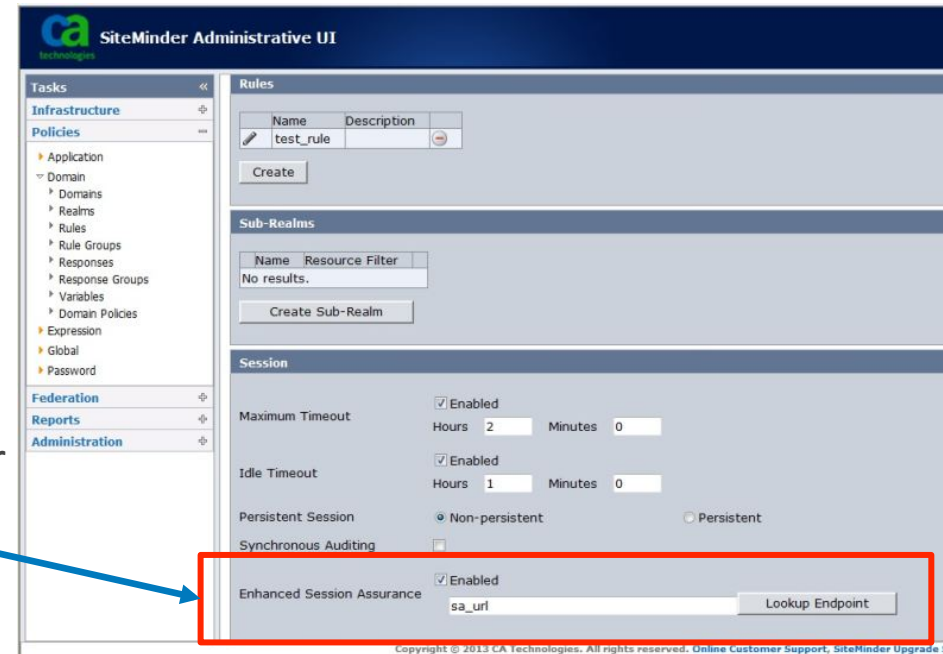 ca
technologies
SiteMinder Administrative UI
Tasks «
Infrastructure
Policies
Application
Domain
Domains
Realms
Rules
Rule Groups
Responses
Response Groups
Variables
Domain Policies
Expression
Global
Password
Federation
Reports
Administration
r
Rules
Name Description
test_rule
Create
Sub-Realms
Name Resource Filter
No results.
Create Sub-Realm
Session
Maximum Timeout Enabled
Hours 2 Minutes 0
Idle Timeout Enabled
Hours 1 Minutes 0
Persistent Session Non-persistent Persistent
Synchronous Auditing
Enhanced Session Assurance Enabled
sa_url Lookup Endpoint
Copyright © 2013 CA Technologies. All rights reserved. Online Customer Support, SiteMinder Upgrade